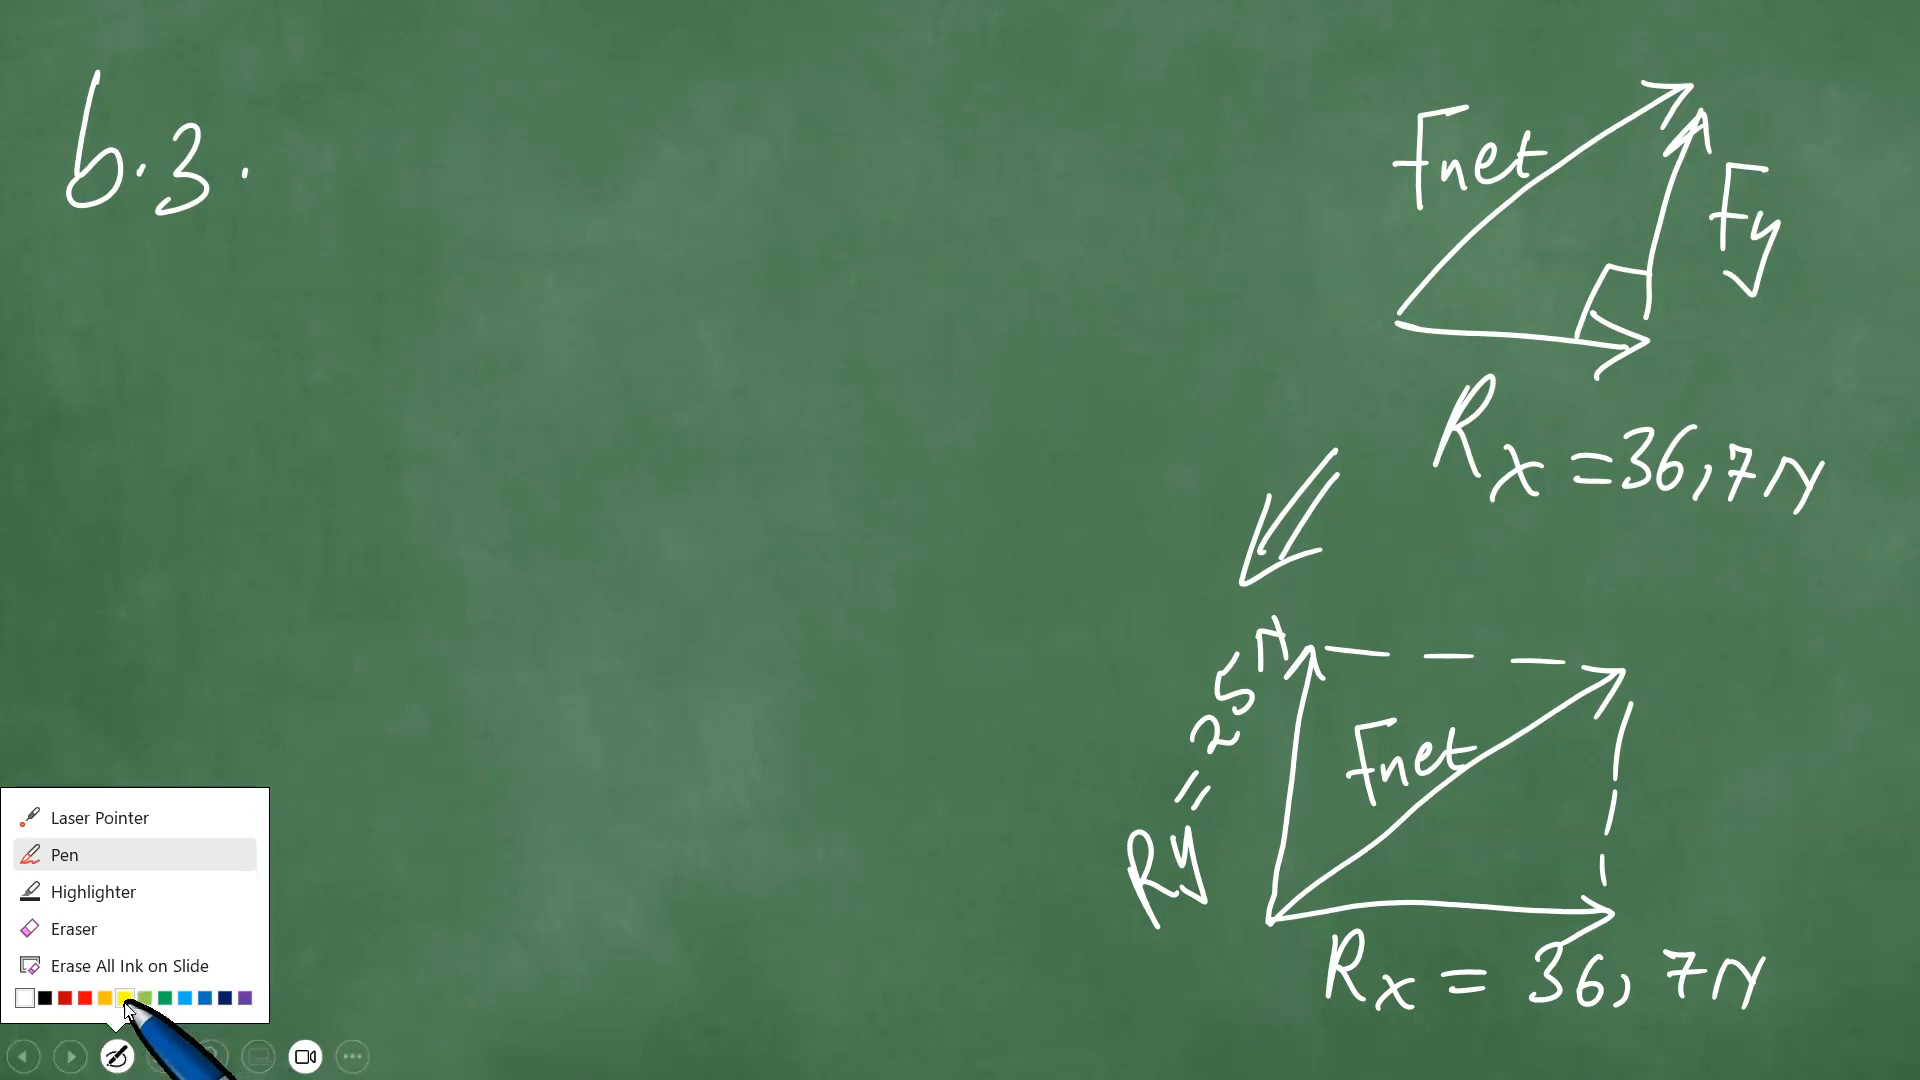 b.3.
Fnet
Fy
Rx = 36,7N
Ry = 25N
Fnet
Rx = 36,7N
Laser Pointer
Pen
Highlighter
Eraser
Erase All Ink on Slide